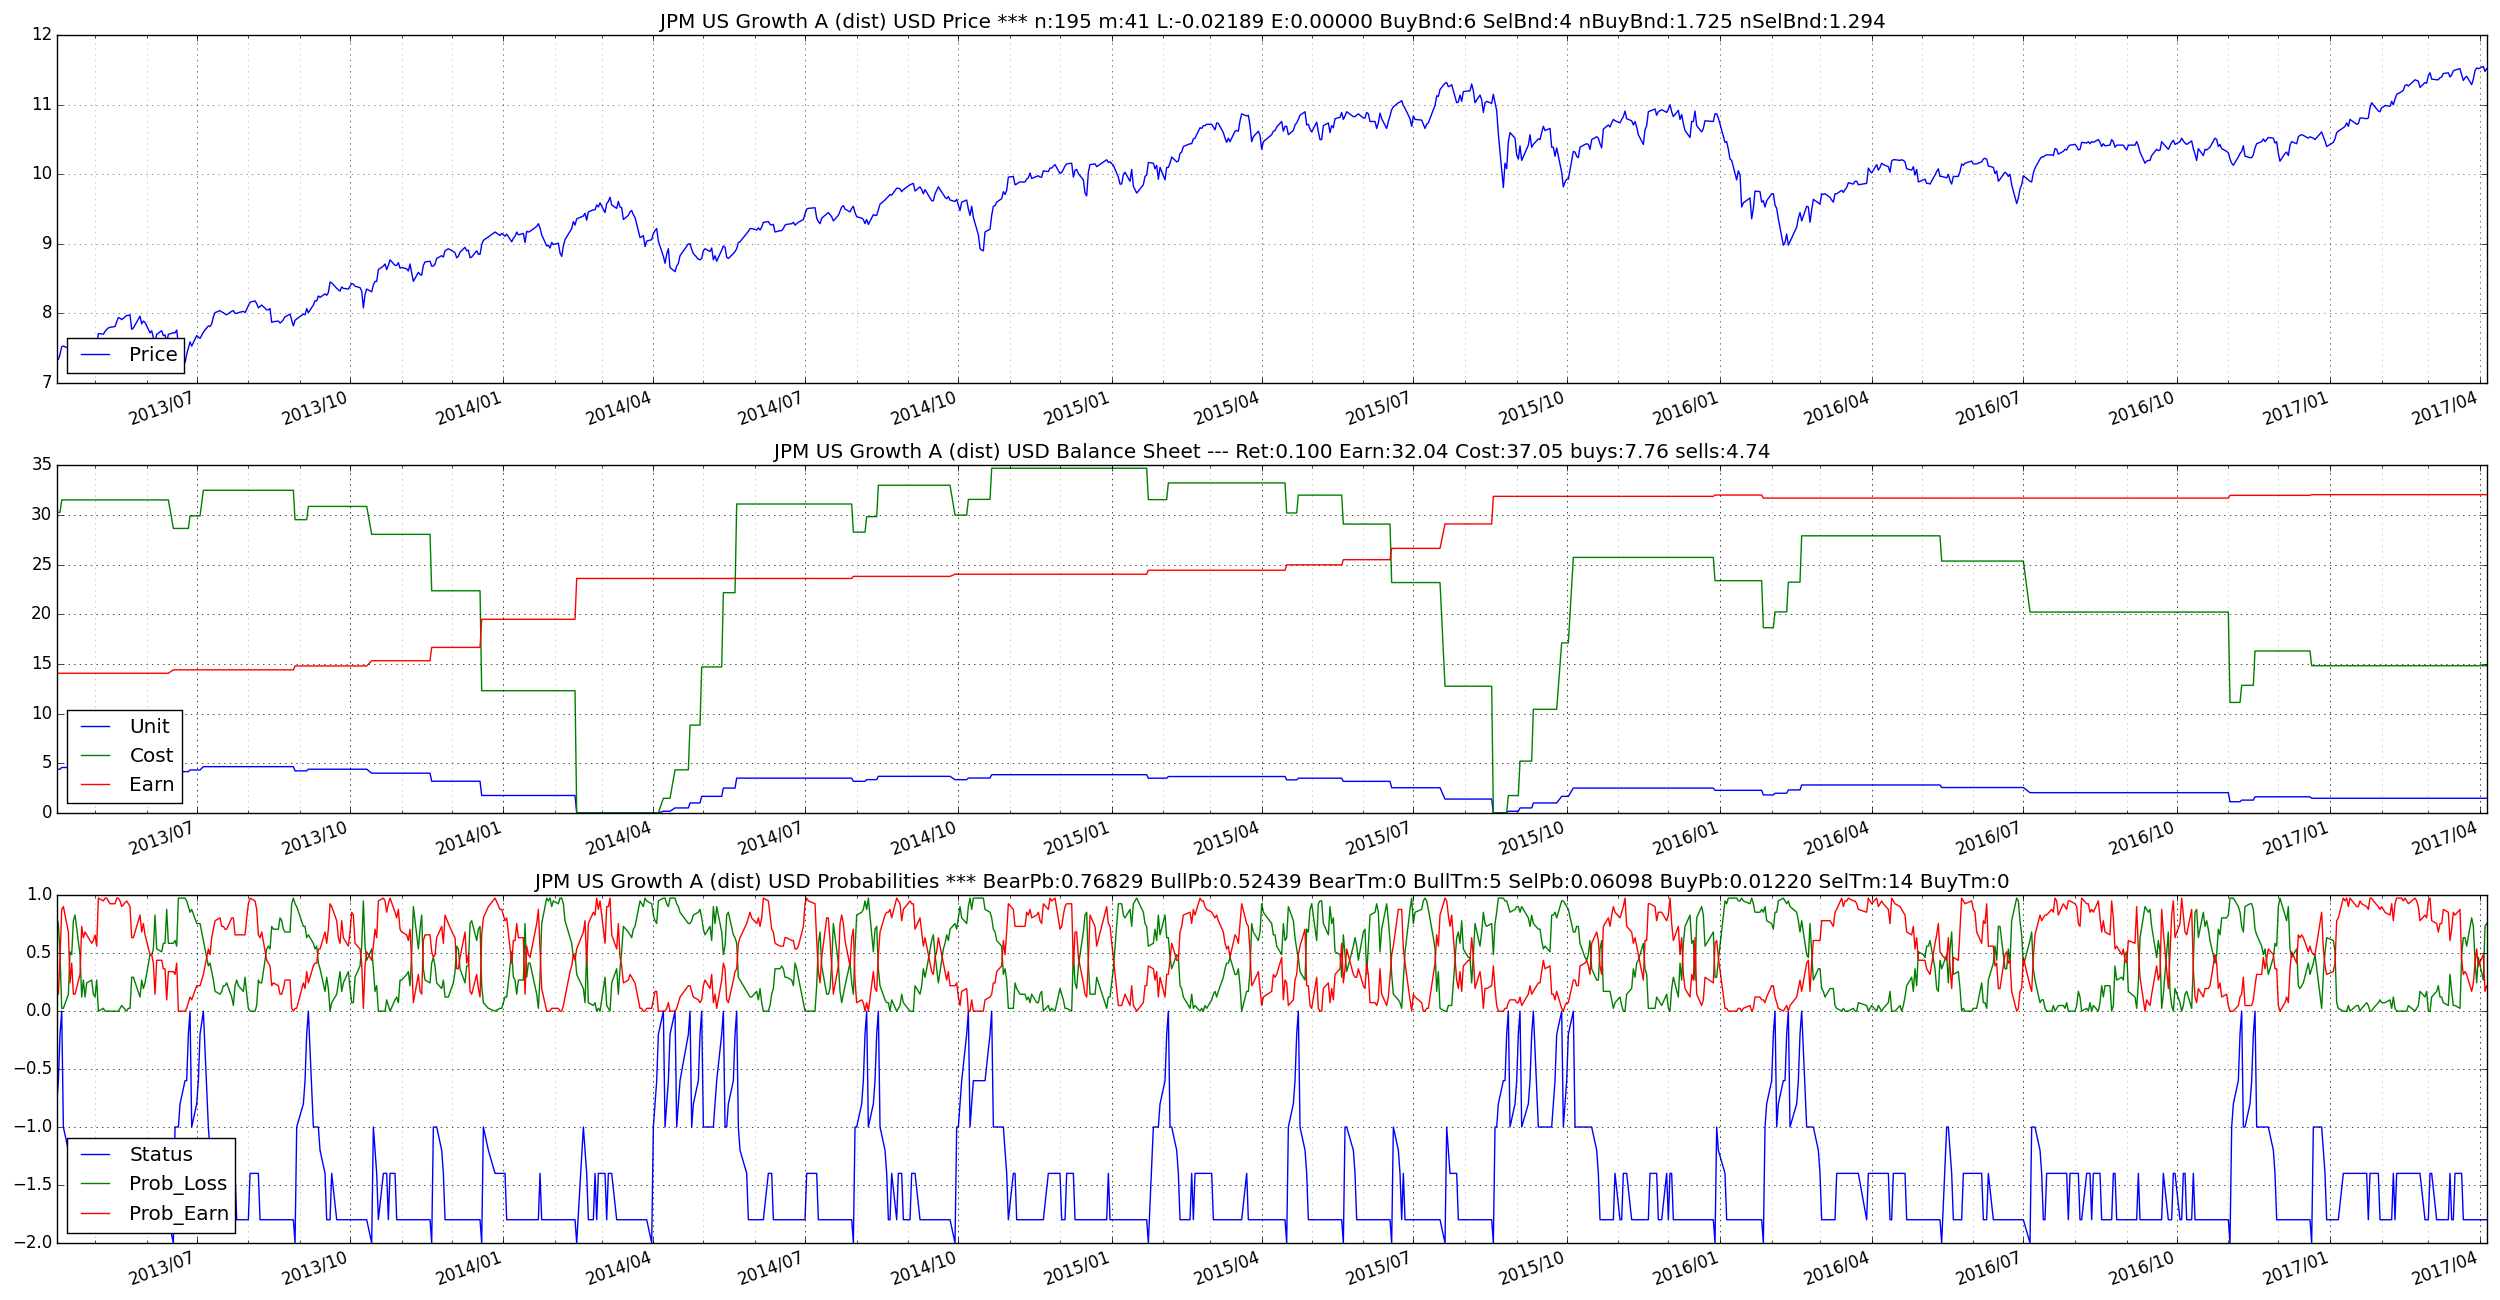 JPM US Growth A (dist) USD Price *** n:195 m:41 L:-0.02189 E:0.00000 BuyBnd:6 SelBnd:4 nBuyBnd:1.725 nSelBnd:1.294
12
11
10
9
8
7
Price
2013/07 2013/10 2014/01 2014/04 2014/07 2014/10 2015/01 2015/04 2015/07 2015/10 2016/01 2016/04 2016/07 2016/10 2017/01 2017/04
JPM US Growth A (dist) USD Balance Sheet --- Ret:0.100 Earn:32.04 Cost:37.05 buys:7.76 sells:4.74
35
30
25
20
15
10
5
0
Unit
Cost
Earn
2013/07 2013/10 2014/01 2014/04 2014/07 2014/10 2015/01 2015/04 2015/07 2015/10 2016/01 2016/04 2016/07 2016/10 2017/01 2017/04
JPM US Growth A (dist) USD Probabilities *** BearPb:0.76829 BullPb:0.52439 BearTm:0 BullTm:5 SelPb:0.06098 BuyPb:0.01220 SelTm:14 BuyTm:0
1.0
0.5
0.0
−0.5
−1.0
−1.5
−2.0
Status
Prob_Loss
Prob_Earn
2013/07 2013/10 2014/01 2014/04 2014/07 2014/10 2015/01 2015/04 2015/07 2015/10 2016/01 2016/04 2016/07 2016/10 2017/01 2017/04